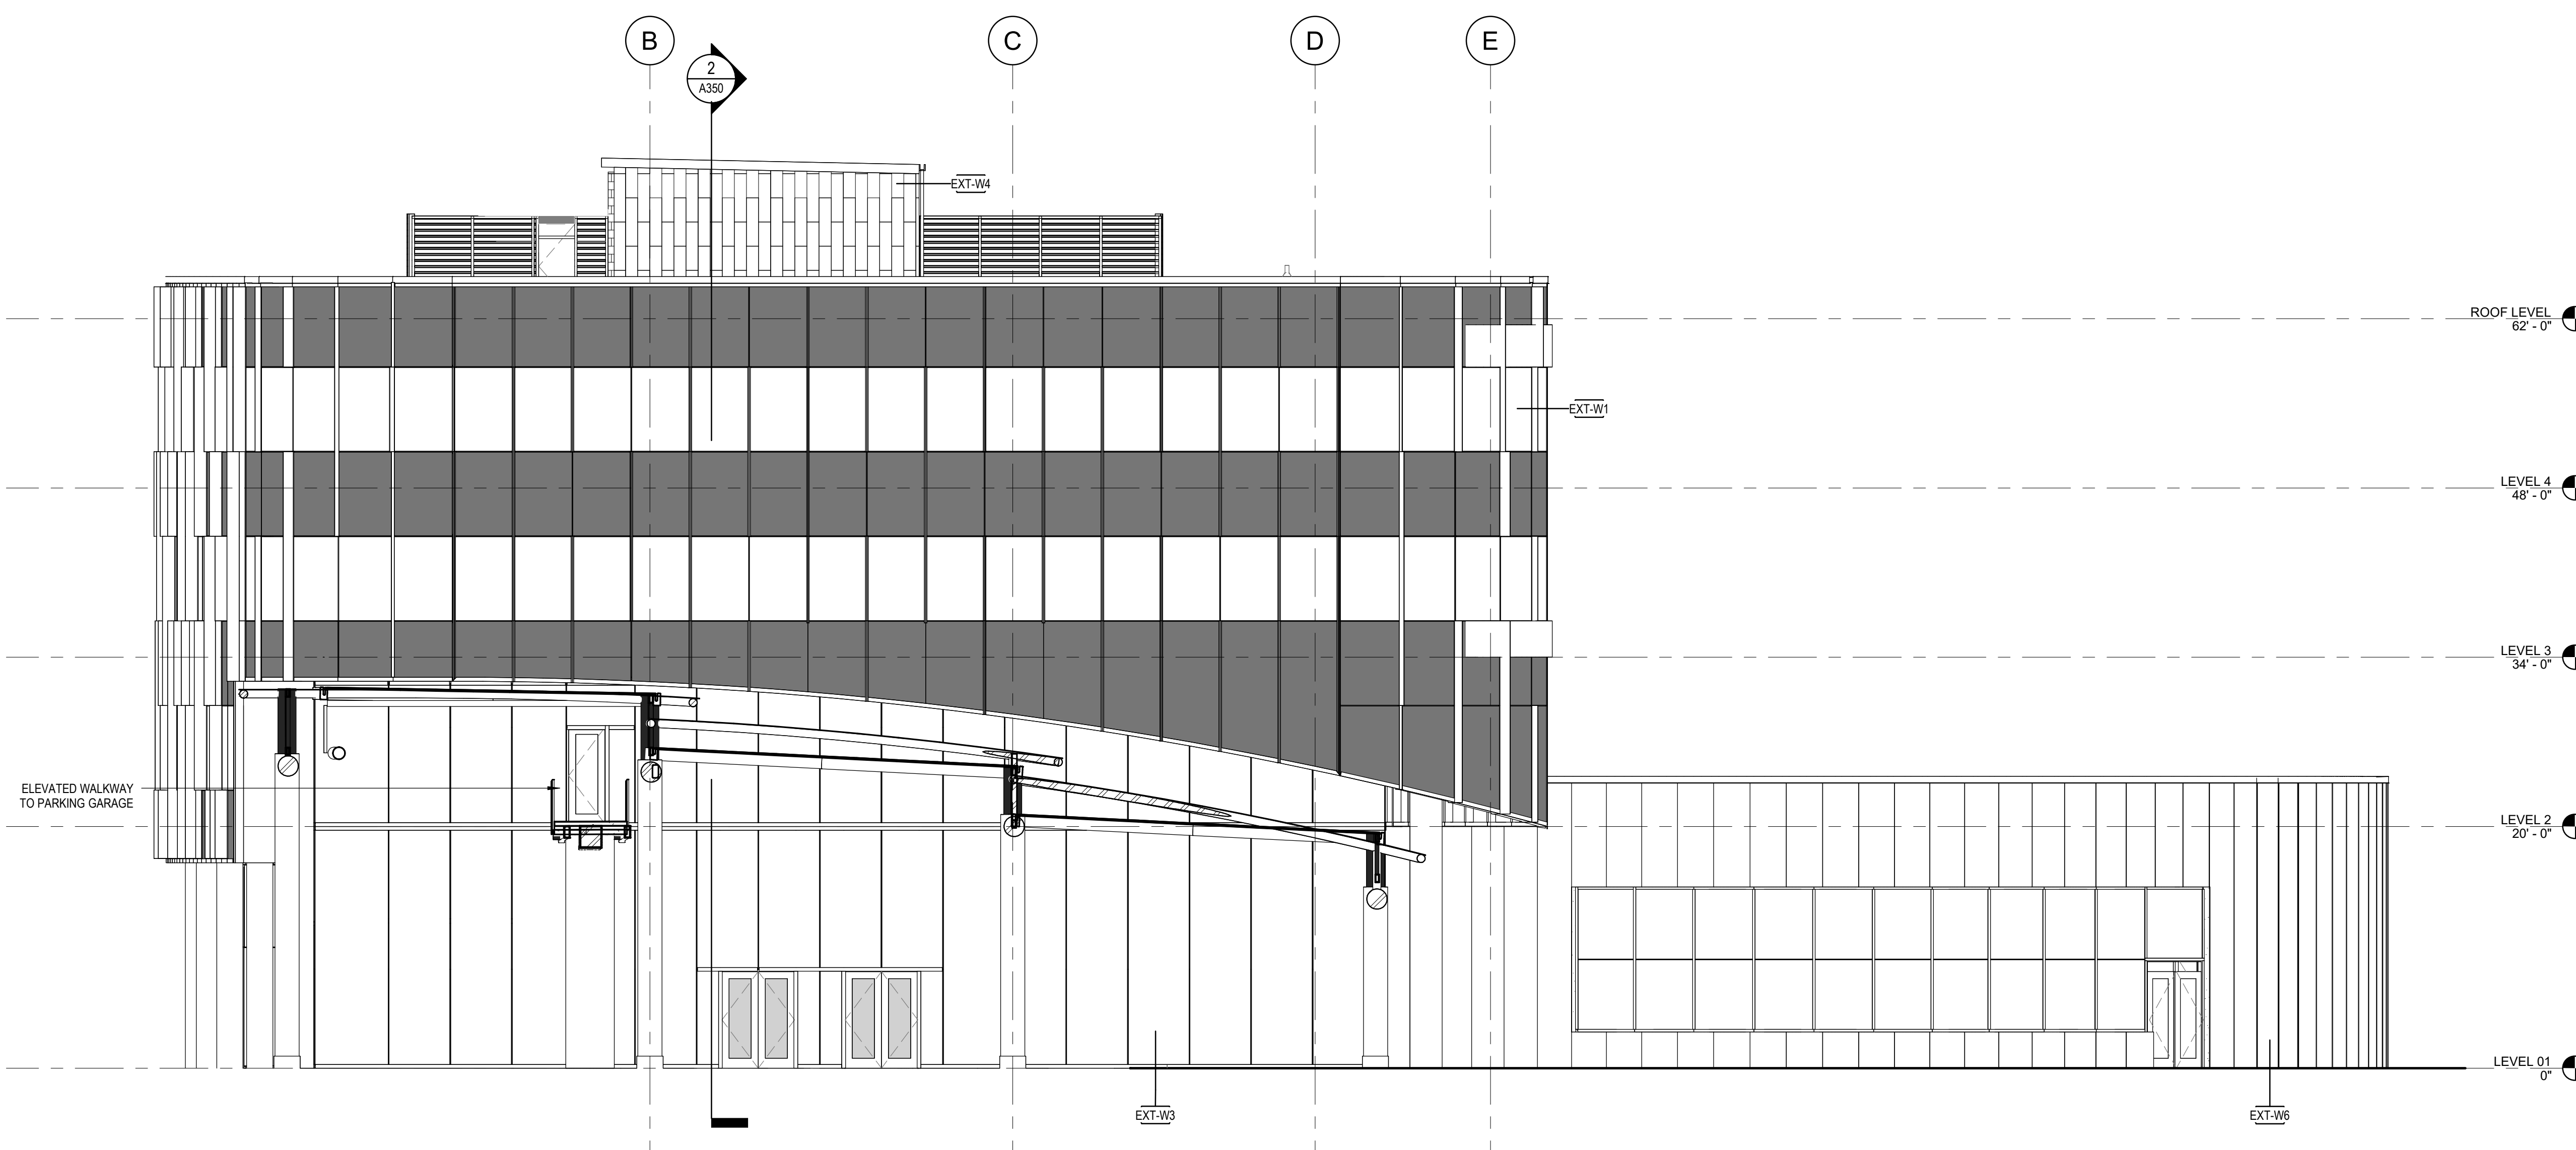 B
C
D
E
2
A350
EXT-W4
ROOF LEVEL
62' - 0"
EXT-W1
LEVEL 4
48' - 0"
LEVEL 3
34' - 0"
ELEVATED WALKWAY
TO PARKING GARAGE
LEVEL 2
20' - 0"
LEVEL 01
0"
EXT-W3
EXT-W6